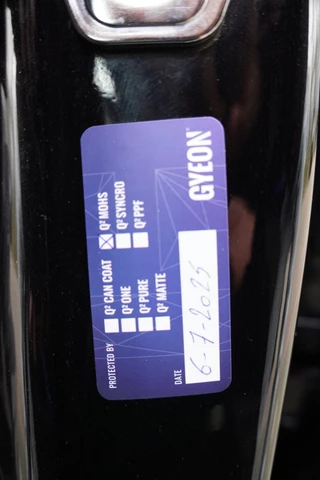 PROTECTED BY
Q² CAN COAT
Q² ONE
Q² PURE
Q² MATTE
Q² MOHS
Q² SYNCRO
Q² PPF
DATE
6-7-2025
GYEON